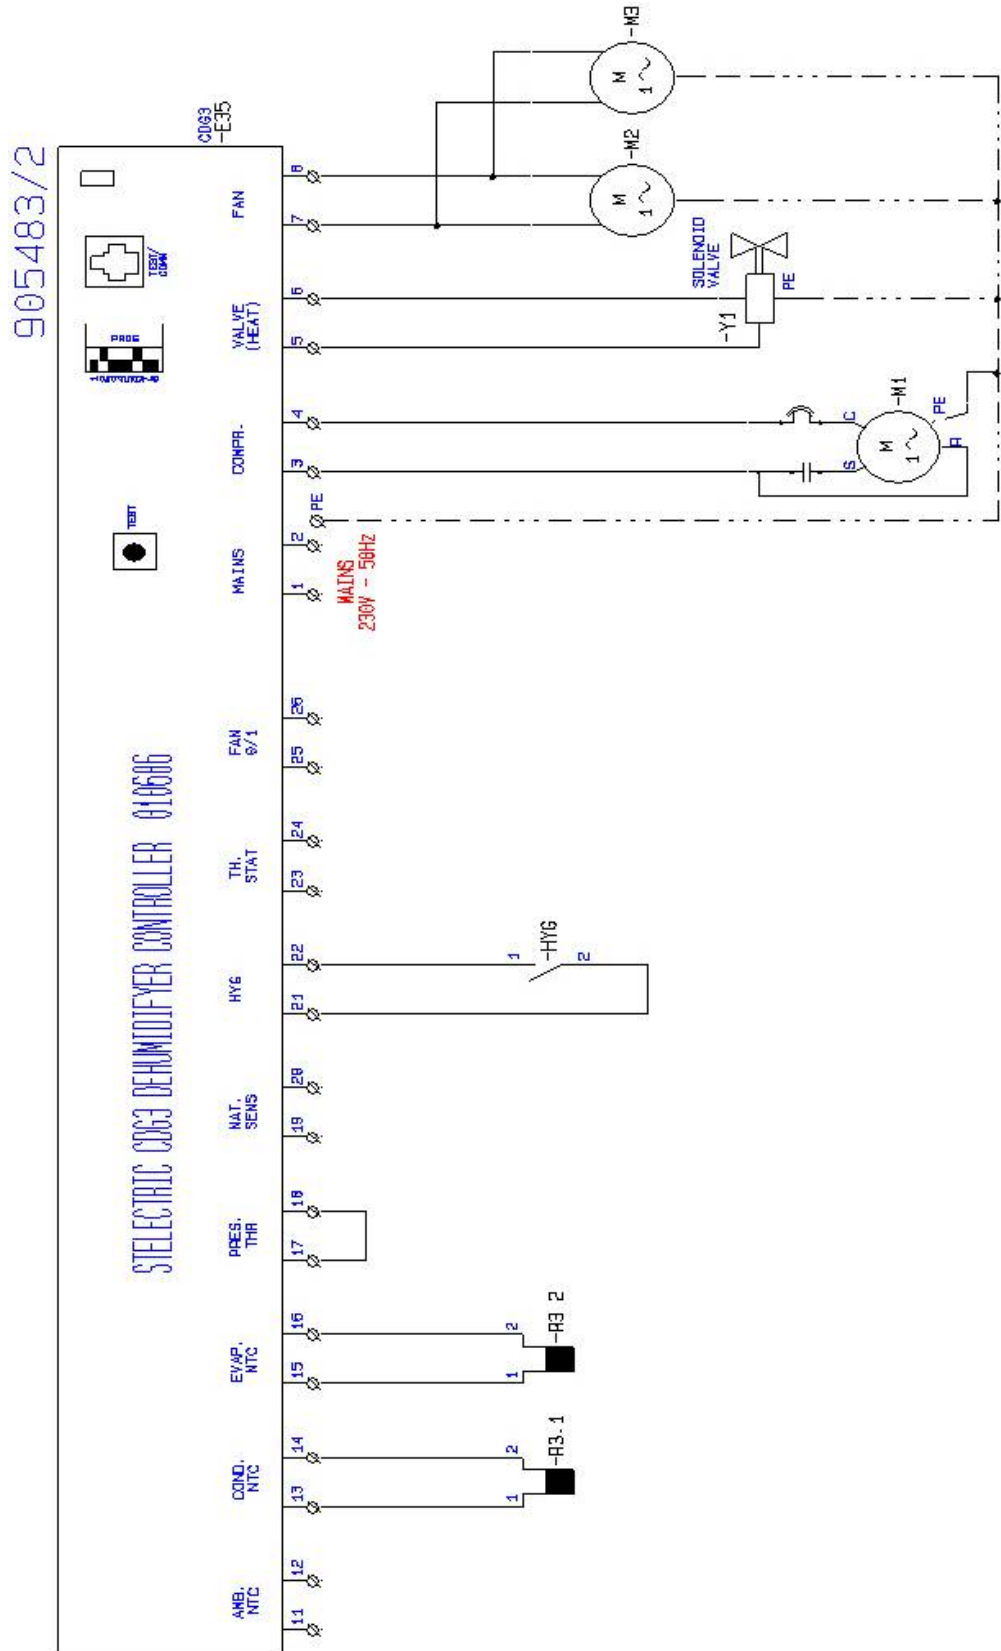 905483/2
CDG3
-E35
STELECTRIC CDG3 DEHUMIDIFYER CONTROLLER 010606
TEST
PROG
TEST/
COMM
AMB.
NTC
11
12
COND.
NTC
13
14
1
2
-R3.1
EVAP.
NTC
15
16
1
2
-R3 2
PRES.
THR
17
18
NAT.
SENS
19
20
HYG
21
22
1
2
-HYG
TH.
STAT
23
24
FAN
0/1
25
26
MAINS
1
2
PE
MAINS
230V - 50Hz
COMPR.
3
4
S
C
R
PE
-M1
M
1
VALVE
(HEAT)
5
6
-Y1
SOLENOID
VALVE
PE
FAN
7
8
M
1
-M2
M
1
-M3